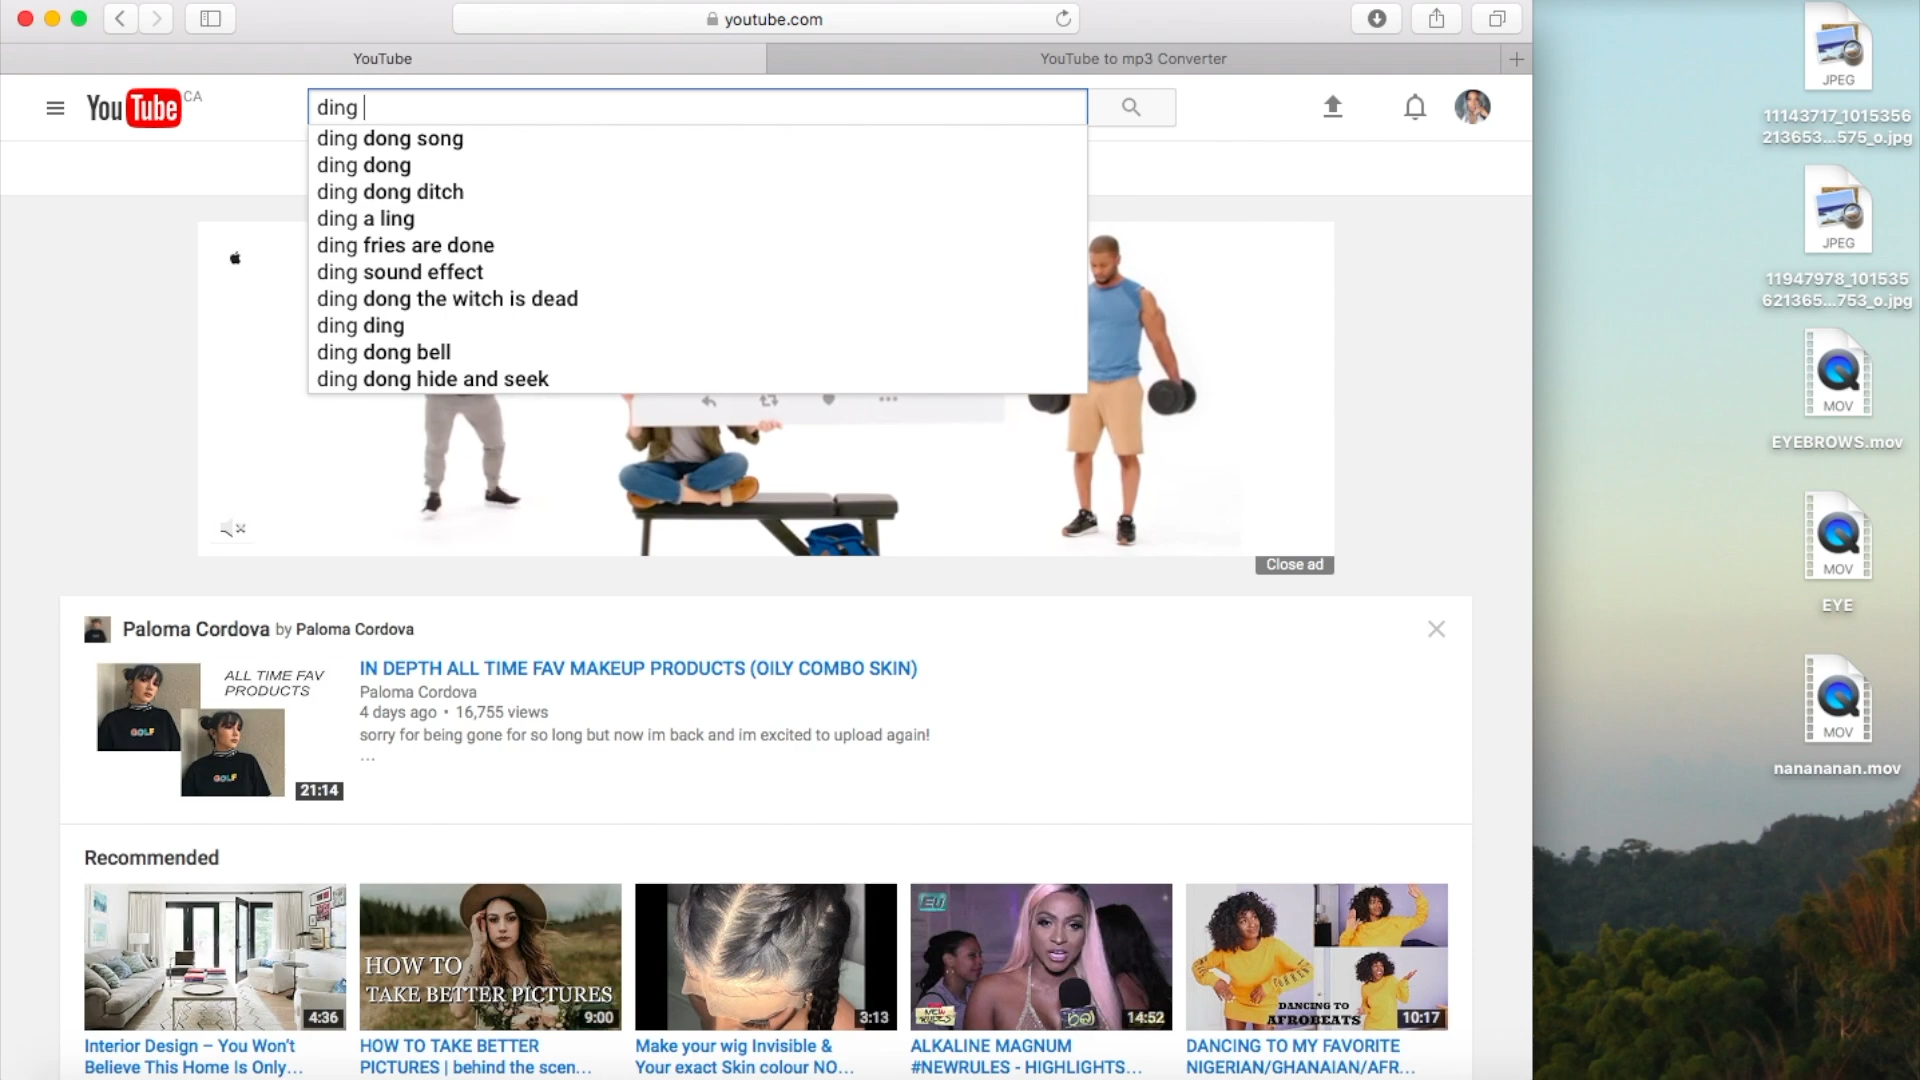 youtube.com
YouTube
YouTube to mp3 Converter
YouTube CA
ding
ding dong song
ding dong
ding dong ditch
ding a ling
ding fries are done
ding sound effect
ding dong the witch is dead
ding ding
ding dong bell
ding dong hide and seek
Close ad
Paloma Cordova by Paloma Cordova
ALL TIME FAV
PRODUCTS
GOLF
GOLF
21:14
IN DEPTH ALL TIME FAV MAKEUP PRODUCTS (OILY COMBO SKIN)
Paloma Cordova
4 days ago • 16,755 views
sorry for being gone for so long but now im back and im excited to upload again!
...
Recommended
4:36
Interior Design – You Won't
Believe This Home Is Only...
HOW TO
TAKE BETTER PICTURES
9:00
HOW TO TAKE BETTER
PICTURES | behind the scen...
3:13
Make your wig Invisible &
Your exact Skin colour NO...
NEW
RULES
14:52
ALKALINE MAGNUM
#NEWRULES - HIGHLIGHTS...
DANCING TO
AFROBEATS
10:17
DANCING TO MY FAVORITE
NIGERIAN/GHANAIAN/AFR...
JPEG
11143717_1015356
213653...575_o.jpg
JPEG
11947978_101535
621365...753_o.jpg
MOV
EYEBROWS.mov
MOV
EYE
MOV
nanananan.mov